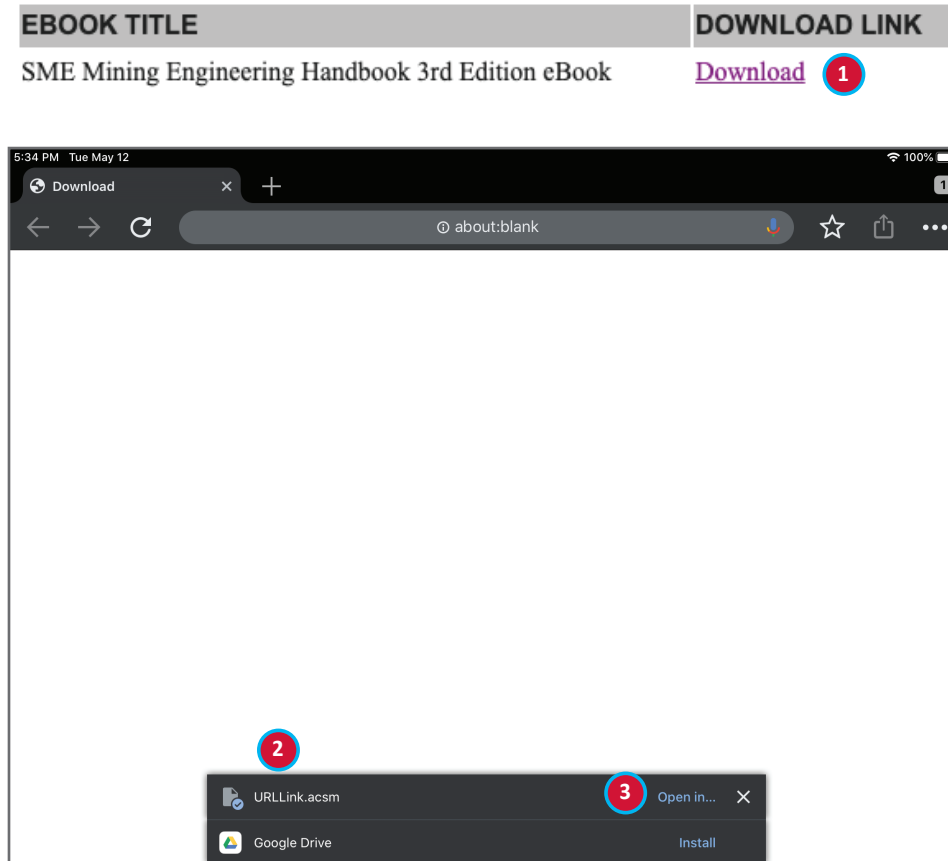 EBOOK TITLE DOWNLOAD LINK
SME Mining Engineering Handbook 3rd Edition eBook Download 1
5:34 PM Tue May 12 100%
Download 1
about:blank
2
URLLink.acsm 3 Open in...
Google Drive Install